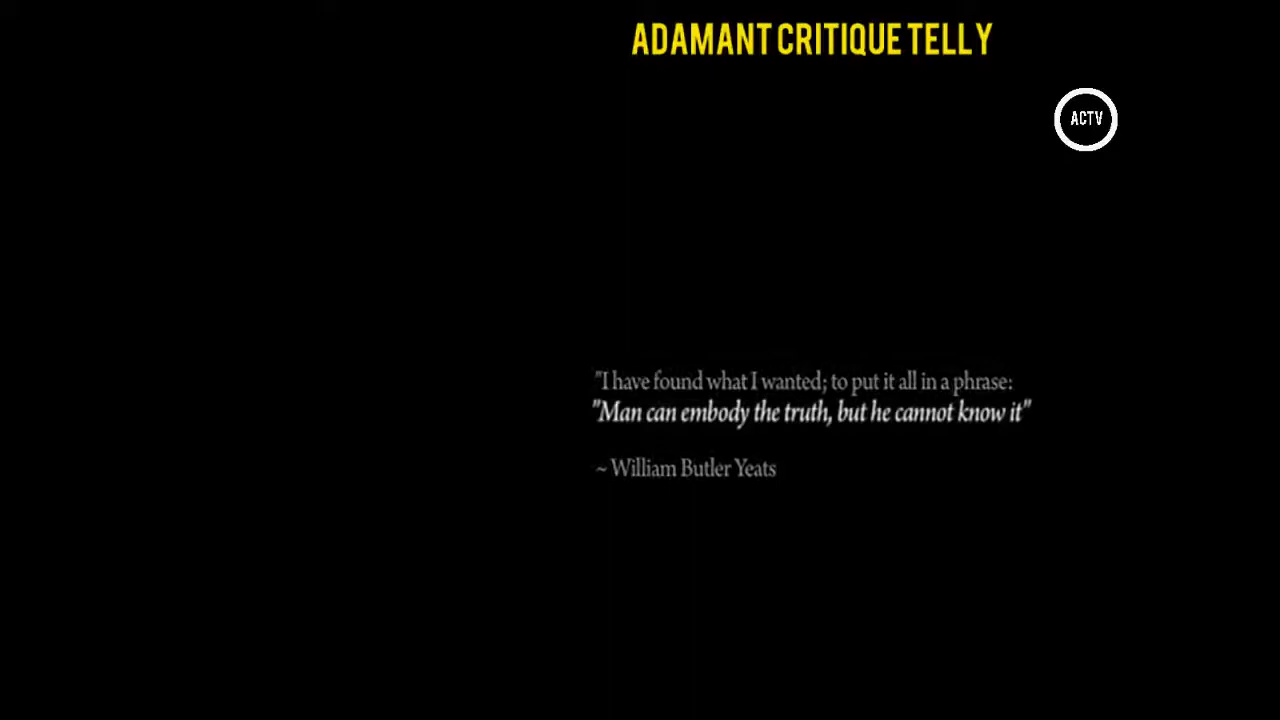 ADAMANT CRITIQUE TELLY
ACTV
"I have found what I wanted; to put it all in a phrase:
"Man can embody the truth, but he cannot know it"
~ William Butler Yeats